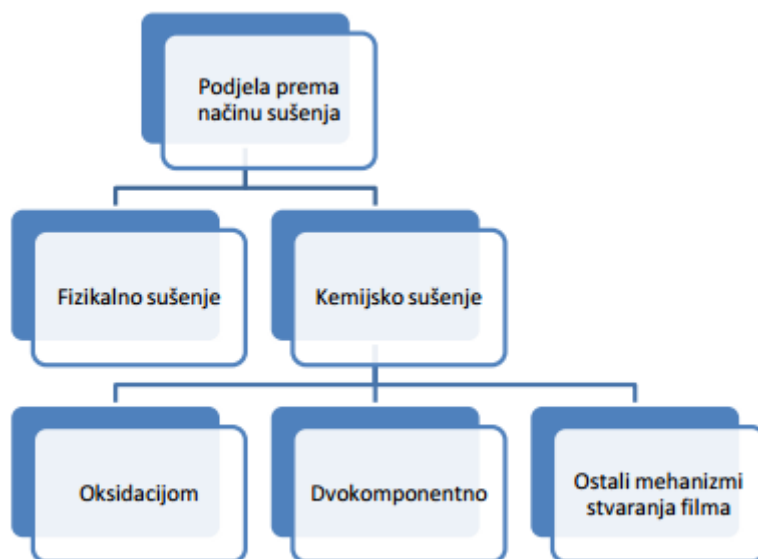 Podjela prema
načinu sušenja
Fizikalno sušenje
Kemijsko sušenje
Oksidacijom
Dvokomponentno
Ostali mehanizmi
stvaranja filma